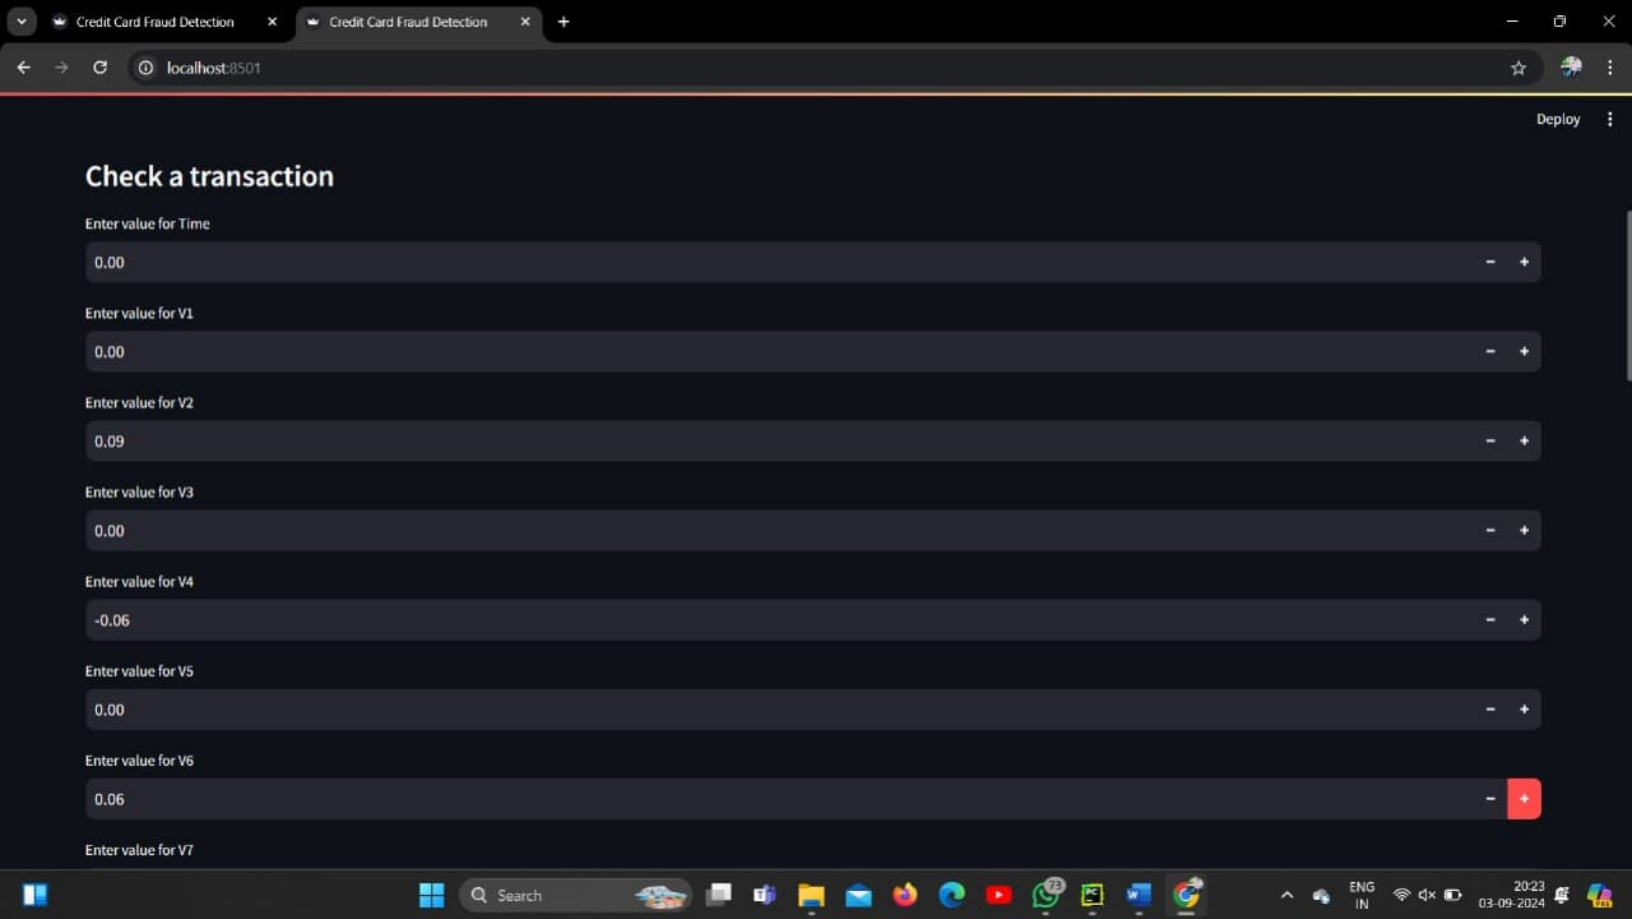 Credit Card Fraud Detection
Credit Card Fraud Detection
localhost:8501
Deploy
Check a transaction
Enter value for Time
0.00
Enter value for V1
0.00
Enter value for V2
0.09
Enter value for V3
0.00
Enter value for V4
-0.06
Enter value for V5
0.00
Enter value for V6
0.06
Enter value for V7
Search
73
ENG
IN
20:23
03-09-2024